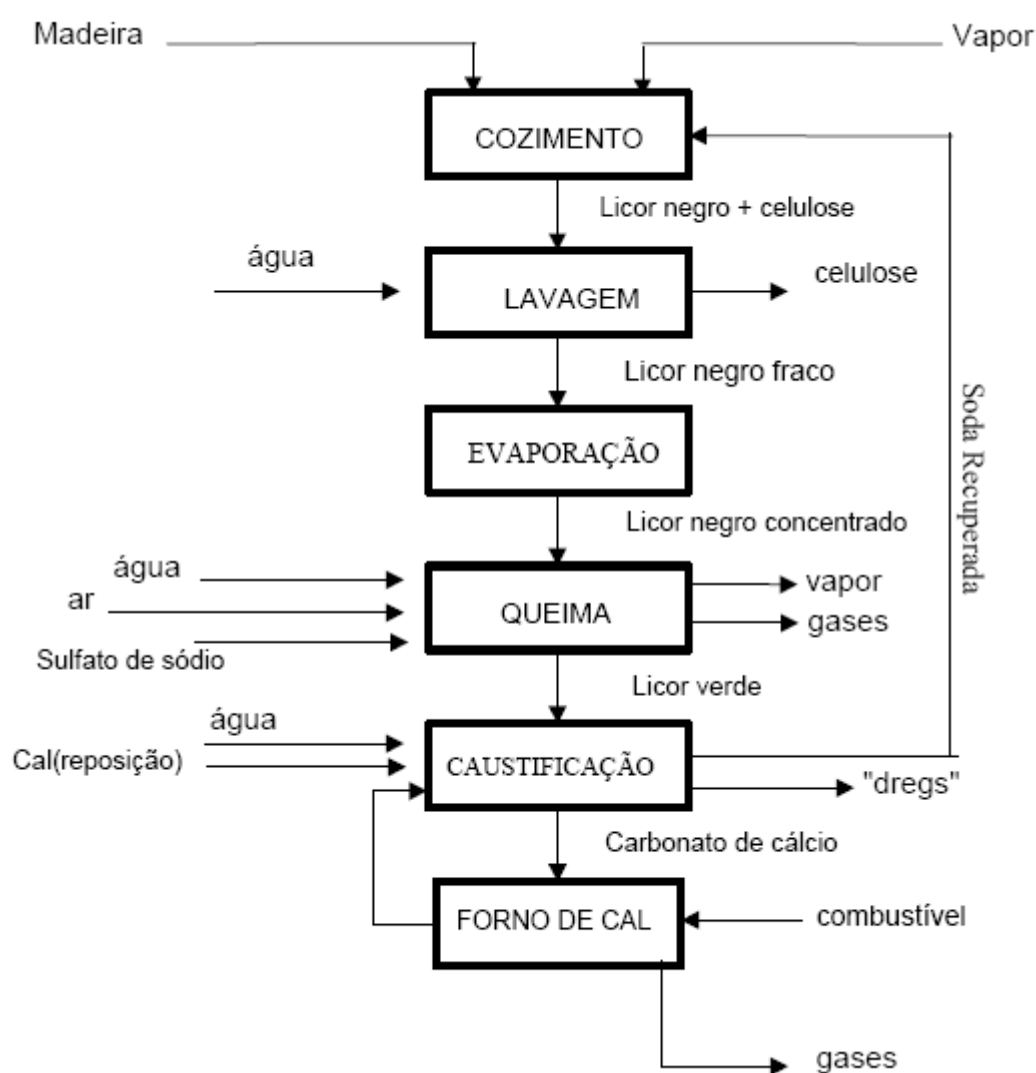 Madeira
Vapor
COZIMENTO
Licor negro + celulose
água
LAVAGEM
celulose
Licor negro fraco
Soda Recuperada
EVAPORAÇÃO
Licor negro concentrado
água
ar
Sulfato de sódio
QUEIMA
vapor
gases
Licor verde
água
Cal(reposição)
CAUSTIFICAÇÃO
"dregs"
Carbonato de cálcio
FORNO DE CAL
combustível
gases